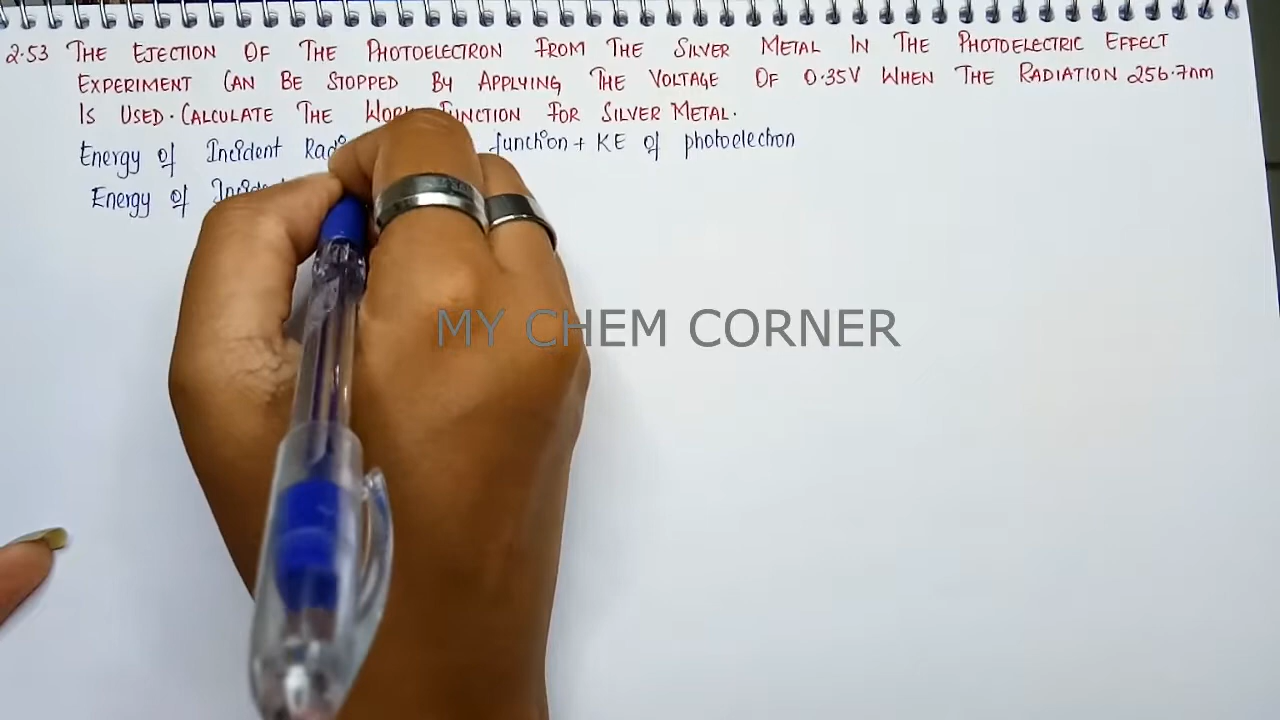 2.53 THE EJECTION OF THE PHOTOELECTRON FROM THE SILVER METAL IN THE PHOTOELECTRIC EFFECT
EXPERIMENT CAN BE STOPPED BY APPLYING THE VOLTAGE OF 0.35V WHEN THE RADIATION 256.7nm
IS USED. CALCULATE THE WORK FUNCTION FOR SILVER METAL.
Energy of Incident function + KE of photoelectron
Energy of
MY CHEM CORNER